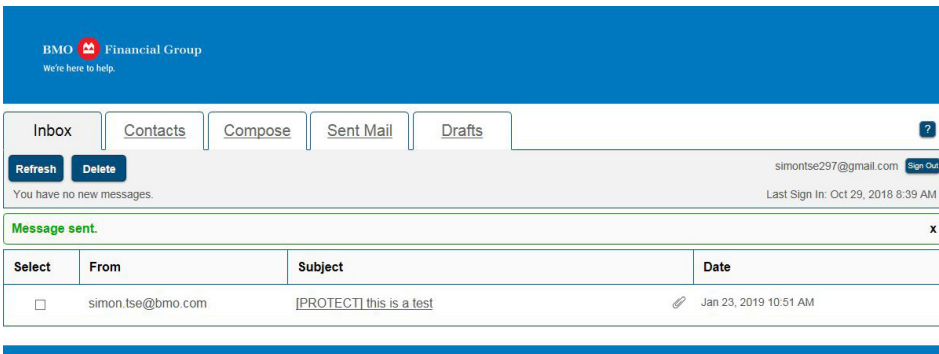 BMO Financial Group
We're here to help.
Inbox Contacts Compose Sent Mail Drafts ?
Refresh Delete simontse297@gmail.com Sign Out
You have no new messages. Last Sign In: Oct 29, 2018 8:39 AM
Message sent. x
Select From Subject Date
simon.tse@bmo.com [PROTECT] this is a test Jan 23, 2019 10:51 AM